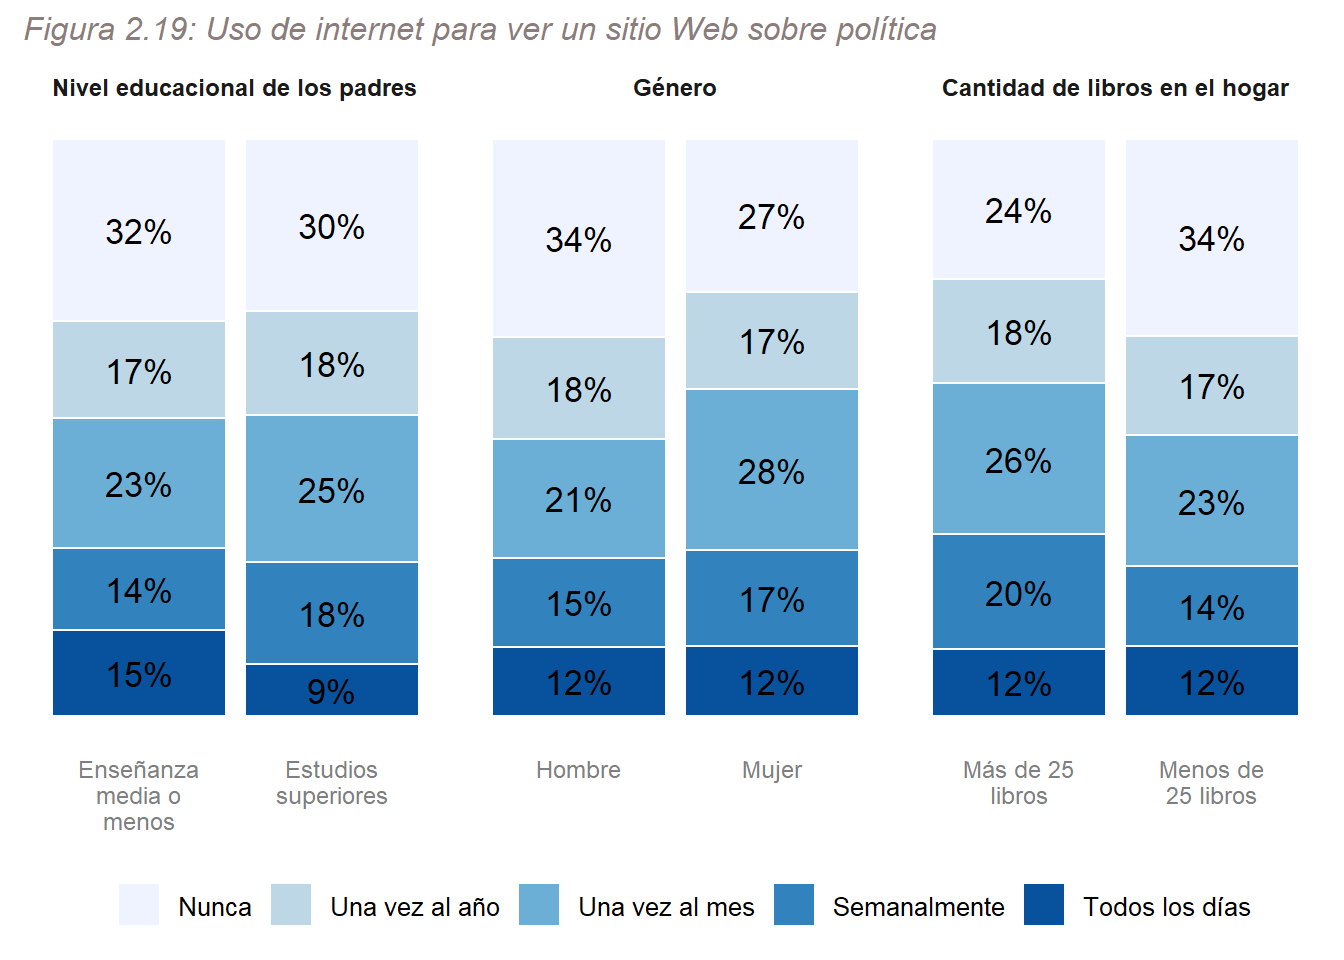 Figura 2.19: Uso de internet para ver un sitio Web sobre política
Nivel educacional de los padres
32%
30%
17%
18%
23%
25%
14%
18%
15%
9%
Enseñanza
media o
menos
Estudios
superiores
Género
34%
27%
18%
17%
21%
28%
15%
17%
12%
12%
Hombre
Mujer
Cantidad de libros en el hogar
24%
34%
18%
17%
26%
23%
20%
14%
12%
12%
Más de 25
libros
Menos de
25 libros
Nunca
Una vez al año
Una vez al mes
Semanalmente
Todos los días